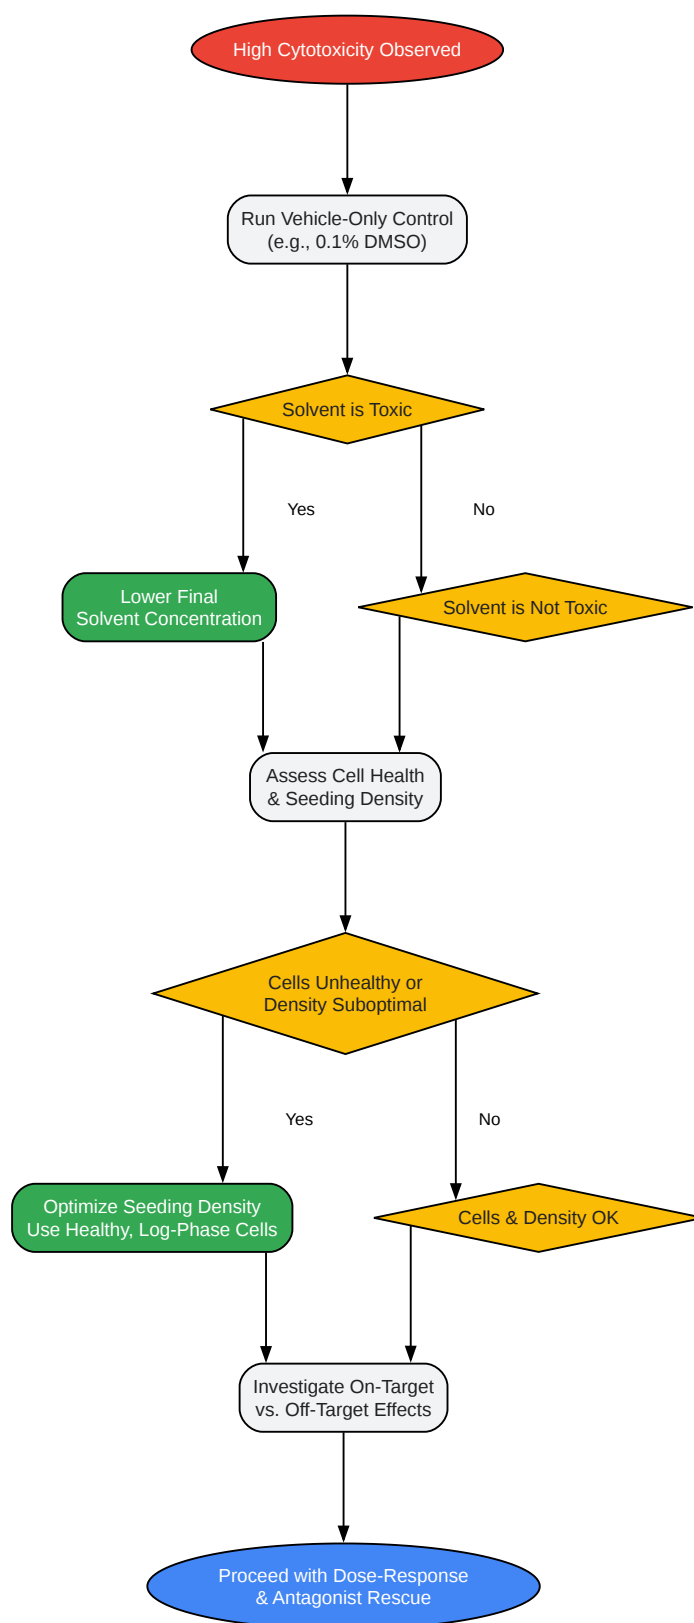 High Cytotoxicity Observed
Run Vehicle-Only Control
(e.g., 0.1% DMSO)
Solvent is Toxic
Yes
No
Lower Final
Solvent Concentration
Solvent is Not Toxic
Assess Cell Health
& Seeding Density
Cells Unhealthy or
Density Suboptimal
Yes
No
Optimize Seeding Density
Use Healthy, Log-Phase Cells
Cells & Density OK
Investigate On-Target
vs. Off-Target Effects
Proceed with Dose-Response
& Antagonist Rescue